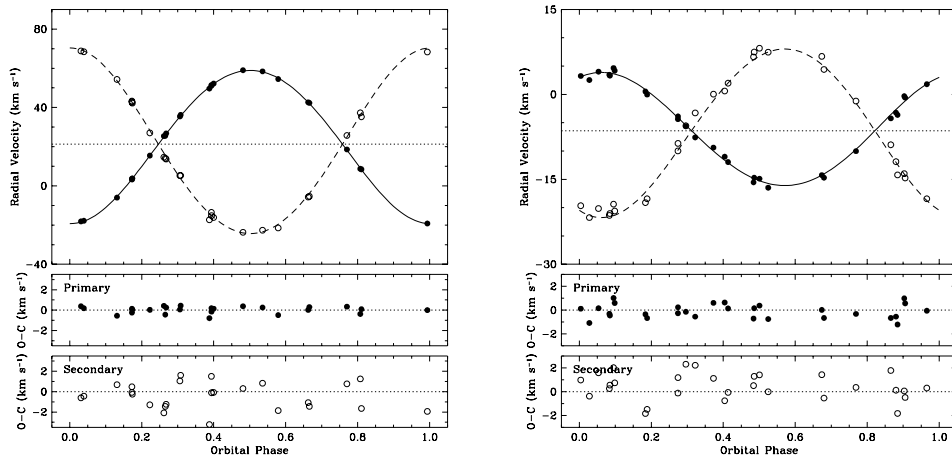 80
40
0
−40
Radial Velocity (km s⁻¹)
Primary
2
0
−2
O−C (km s⁻¹)
Secondary
2
0
−2
O−C (km s⁻¹)
0.0 0.2 0.4 0.6 0.8 1.0
Orbital Phase
15
0
−15
−30
Radial Velocity (km s⁻¹)
Primary
2
0
−2
O−C (km s⁻¹)
Secondary
2
0
−2
O−C (km s⁻¹)
0.0 0.2 0.4 0.6 0.8 1.0
Orbital Phase